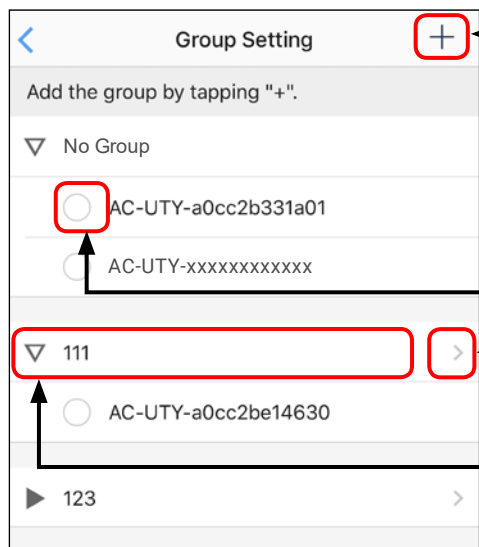 Group Setting
Add the group by tapping "+".
No Group
AC-UTY-a0cc2b331a01
AC-UTY-xxxxxxxxxxxx
111
AC-UTY-a0cc2be14630
123